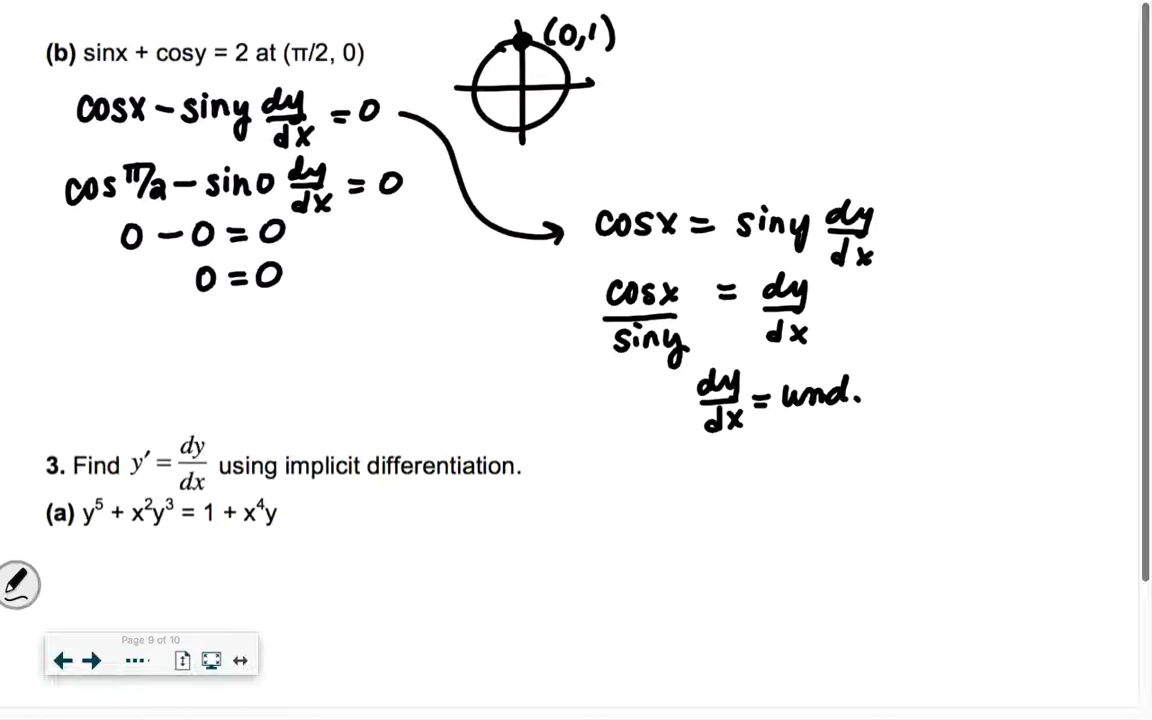 (b) sinx + cosy = 2 at (π/2, 0)
(0,1)
cosx - siny dy/dx = 0
cos π/2 - sin0 dy/dx = 0
0 - 0 = 0
0 = 0
cosx = siny dy/dx
cosx/siny = dy/dx
dy/dx = und.
3. Find y′ = dy/dx using implicit differentiation.
(a) y⁵ + x²y³ = 1 + x⁴y
Page 9 of 10